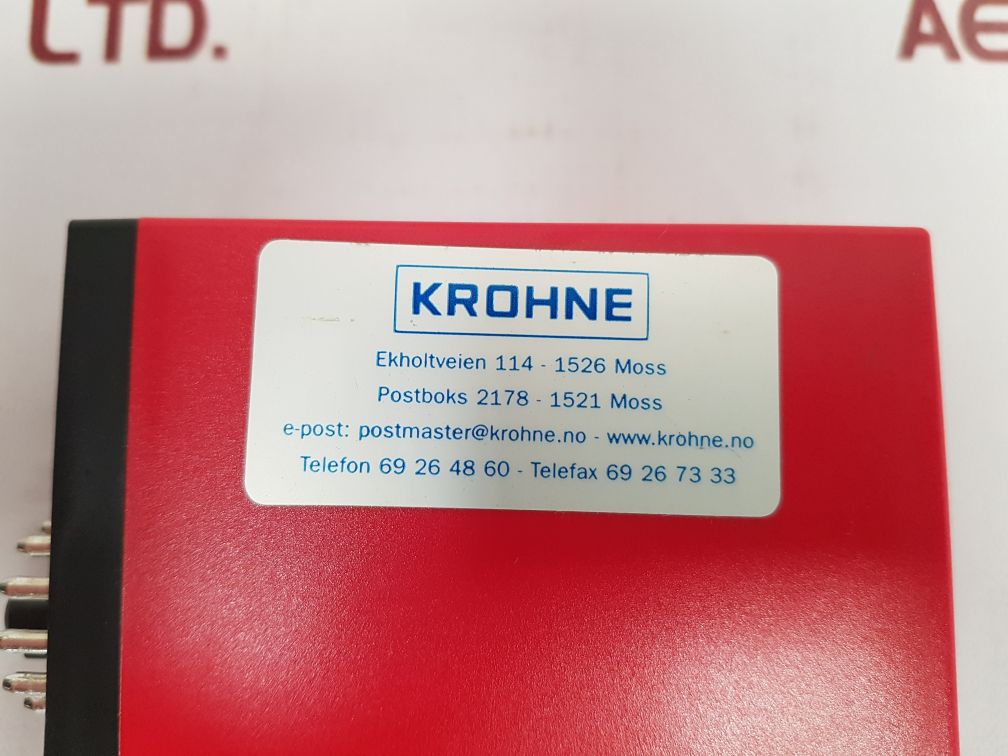 LTD.
KROHNE
Ekholtveien 114 - 1526 Moss
Postboks 2178 - 1521 Moss
e-post: postmaster@krohne.no - www.krohne.no
Telefon 69 26 48 60 - Telefax 69 26 73 33